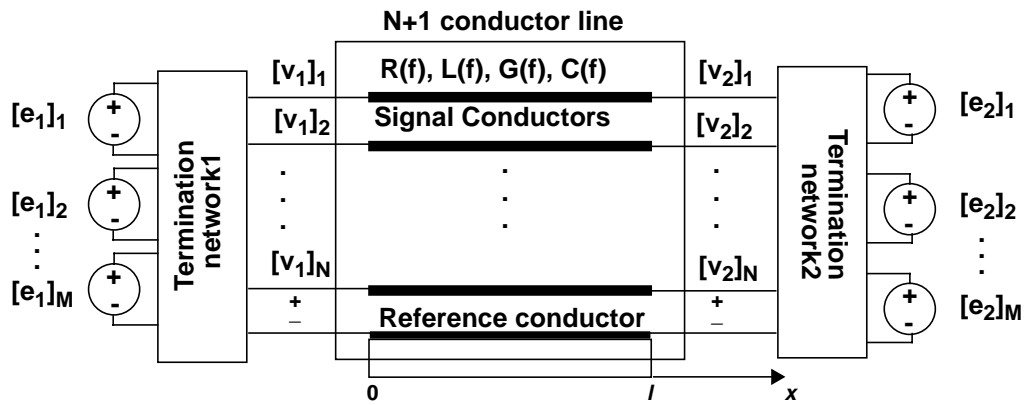 N+1 conductor line
R(f), L(f), G(f), C(f)
[v1]1
[v2]1
[e1]1
+
-
Signal Conductors
[v1]2
[v2]2
+
-
[e2]1
Termination
network1
Termination
network2
[e1]2
+
-
. . .
. . .
. . .
+
-
[e2]2
. . .
. . .
[e1]M
+
-
[v1]N
[v2]N
+
-
[e2]M
+
_
+
_
Reference conductor
0
l
x